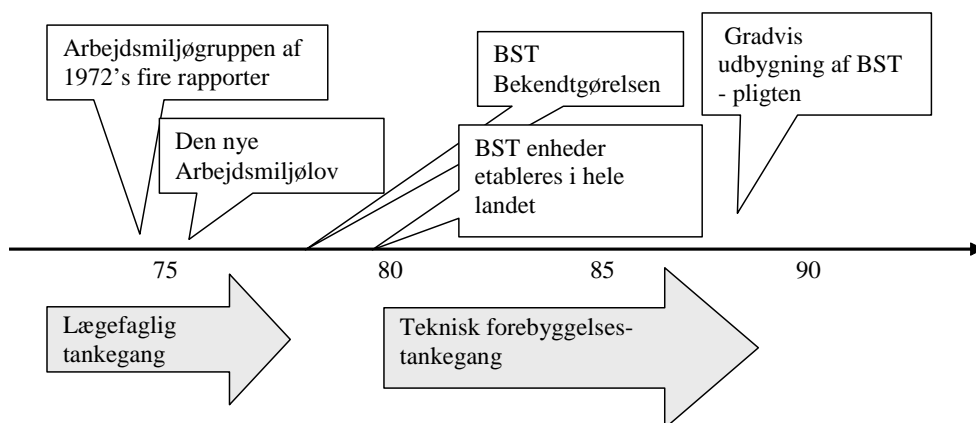 Arbejdsmiljøgruppen af
1972's fire rapporter
Den nye
Arbejdsmiljølov
BST
Bekendtgørelsen
BST enheder
etableres i hele
landet
Gradvis
udbygning af BST
- pligten
75
80
85
90
Lægefaglig
tankegang
Teknisk forebyggelses-
tankegang